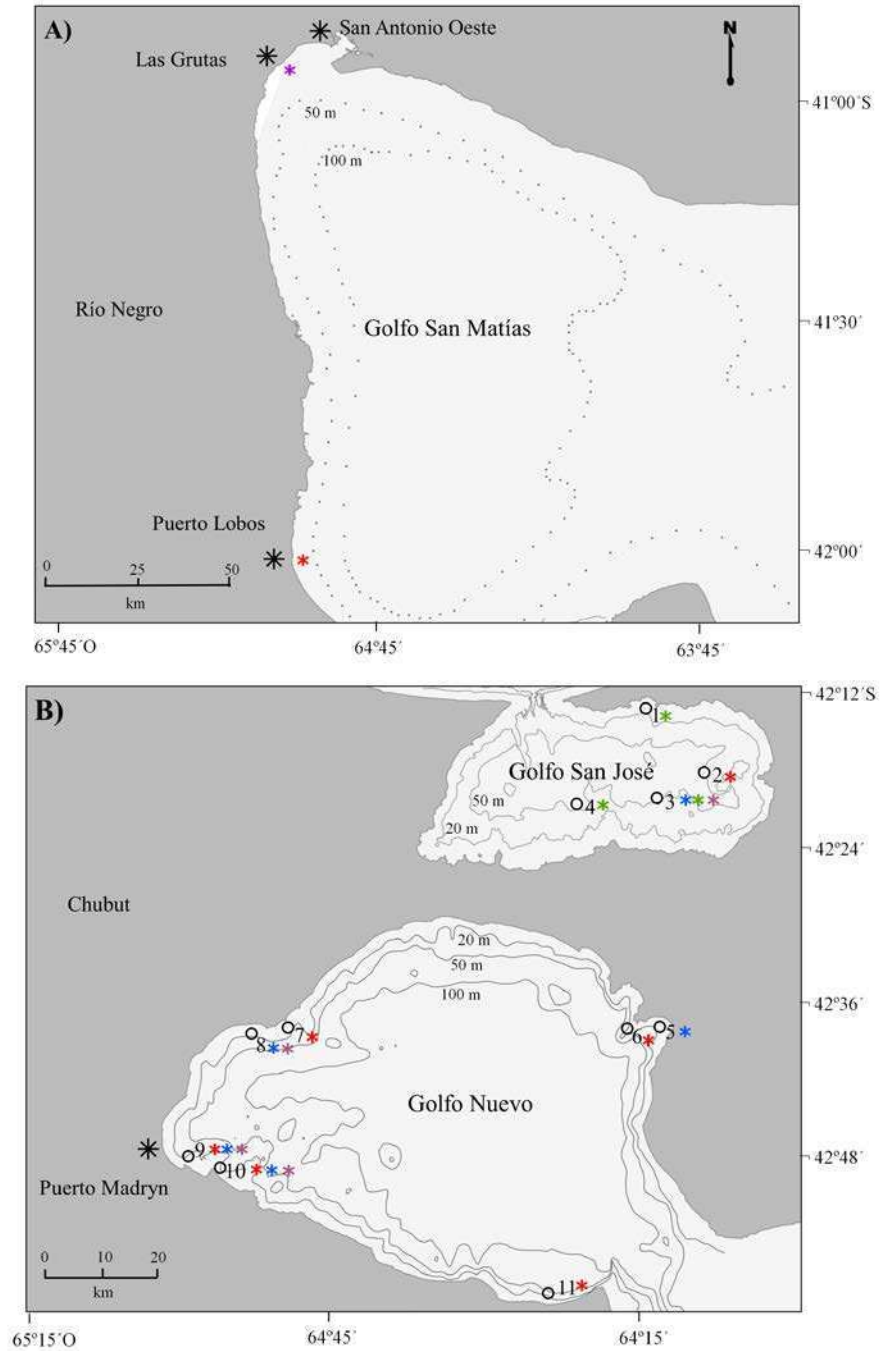 A)
San Antonio Oeste
N
Las Grutas
41°00´S
50 m
100 m
Río Negro
Golfo San Matías
41°30´
Puerto Lobos
42°00´
0 25 50
km
65°45´O 64°45´ 63°45´
B)
42°12´S
1
Golfo San José
2
50 m
4
3
20 m
42°24´
Chubut
20 m
50 m
100 m
42°36´
7
5
6
8
Golfo Nuevo
9
42°48´
10
Puerto Madryn
0 10 20
km
11
65°15´O 64°45´ 64°15´